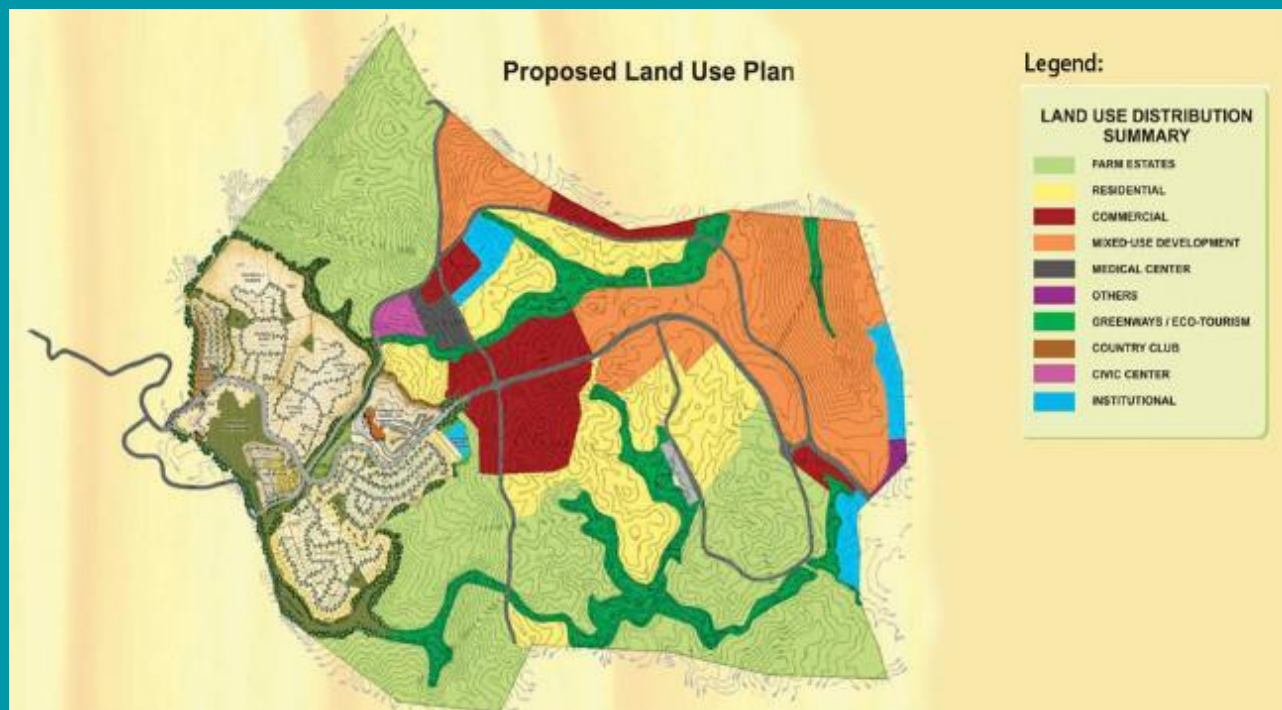 Proposed Land Use Plan
Legend:
LAND USE DISTRIBUTION
SUMMARY
FARM ESTATES
RESIDENTIAL
COMMERCIAL
MIXED-USE DEVELOPMENT
MEDICAL CENTER
OTHERS
GREENWAYS / ECO-TOURISM
COUNTRY CLUB
CIVIC CENTER
INSTITUTIONAL